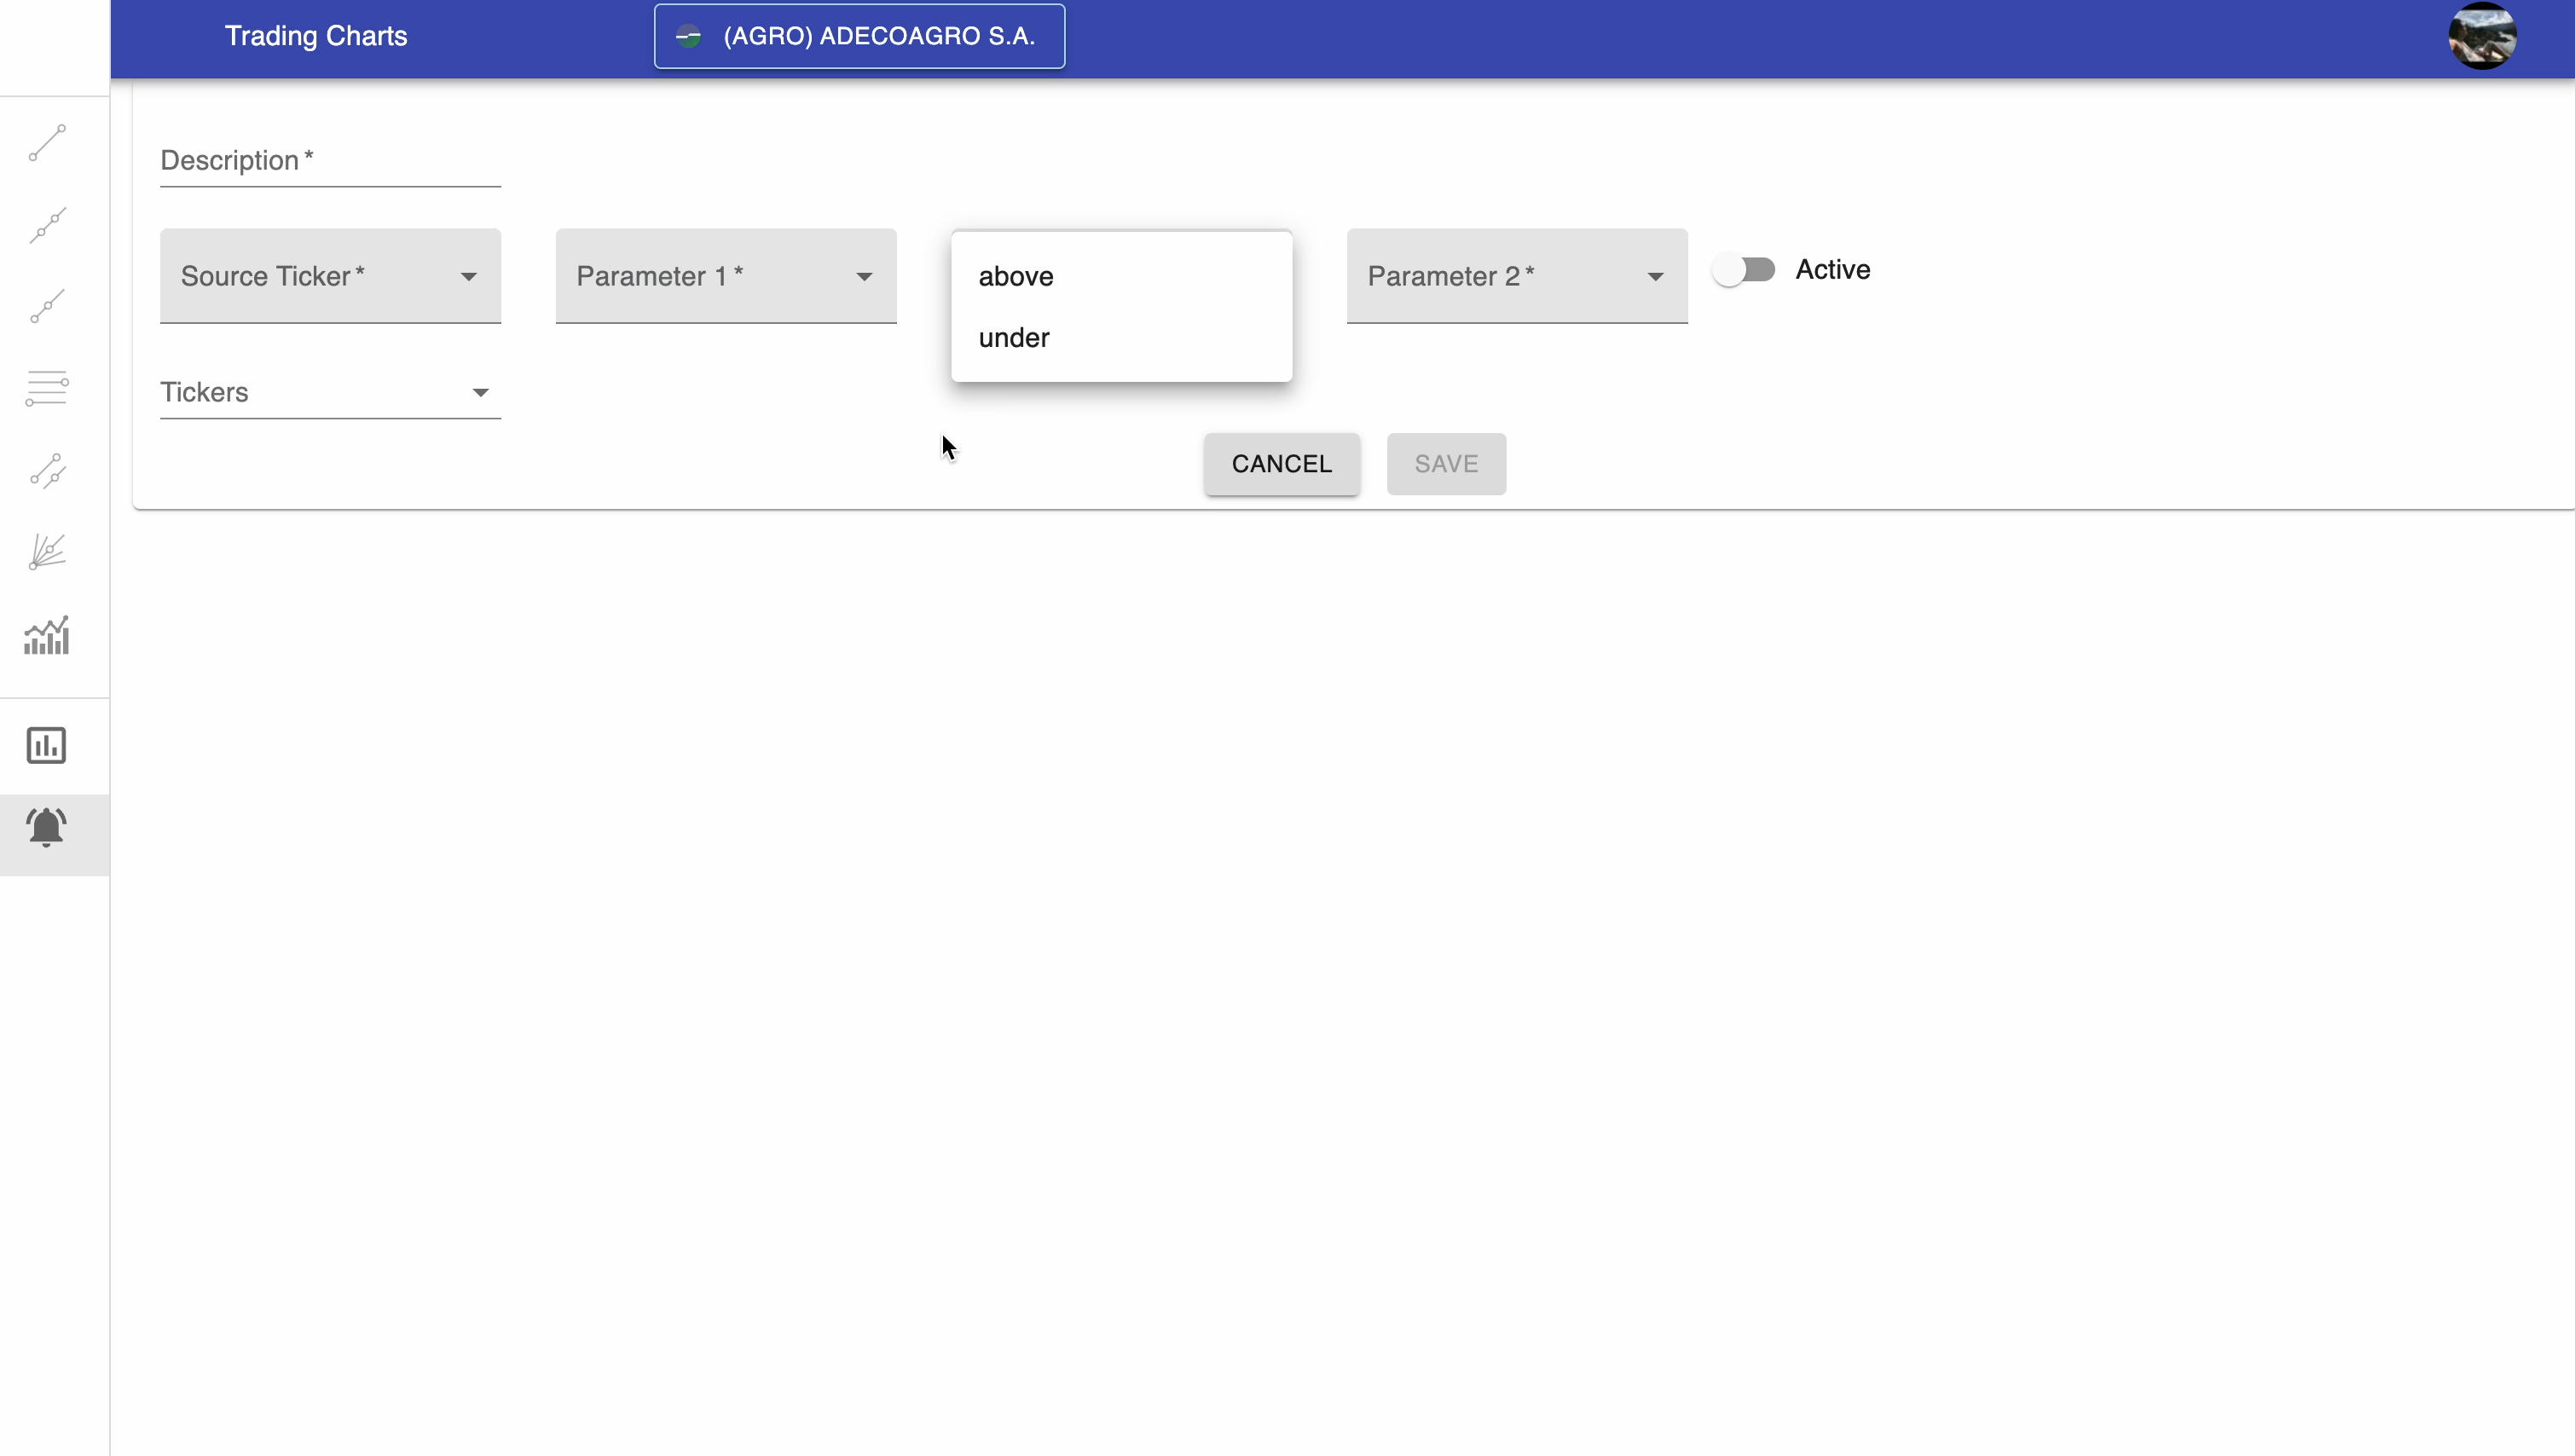 Trading Charts
(AGRO) ADECOAGRO S.A.
Description *
Source Ticker *
Parameter 1 *
above
under
Parameter 2 *
Active
Tickers
CANCEL
SAVE